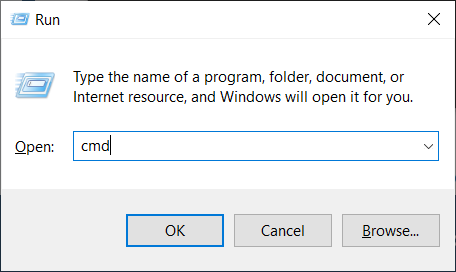 Run
Type the name of a program, folder, document, or
Internet resource, and Windows will open it for you.
Open: cmd
OK Cancel Browse...